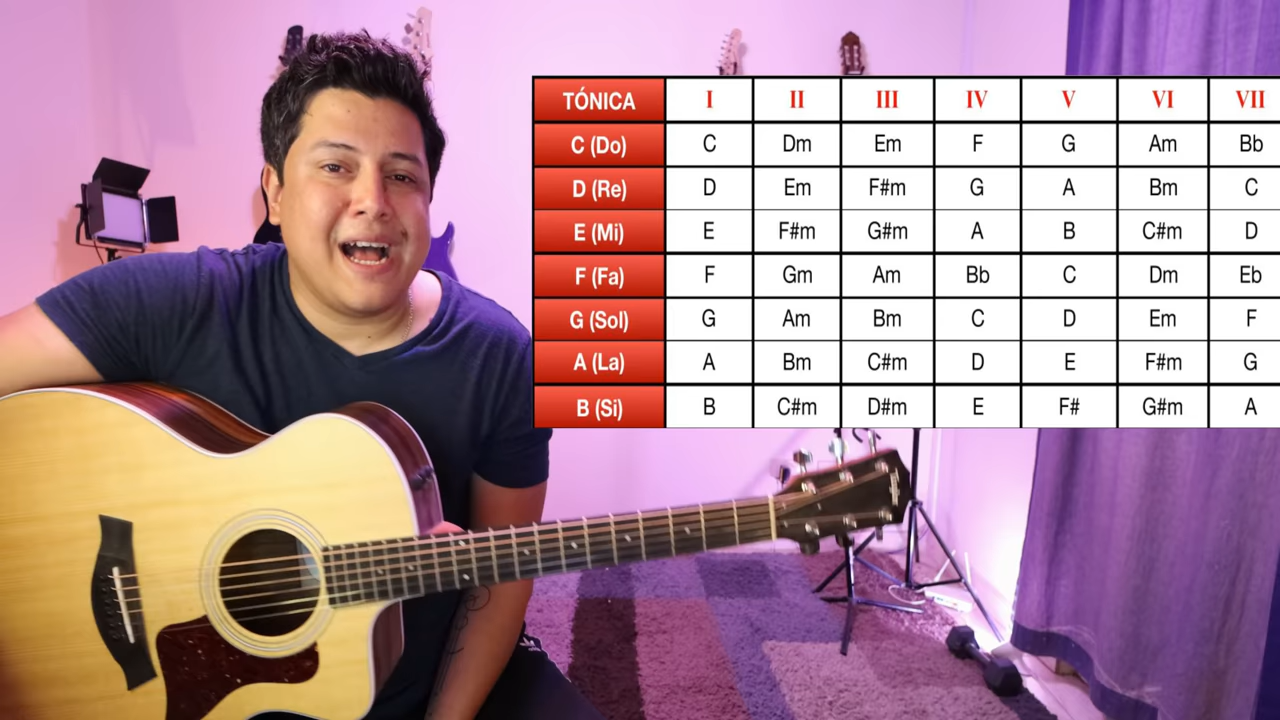 TÓNICA I II III IV V VI VII
C (Do) C Dm Em F G Am Bb
D (Re) D Em F#m G A Bm C
E (Mi) E F#m G#m A B C#m D
F (Fa) F Gm Am Bb C Dm Eb
G (Sol) G Am Bm C D Em F
A (La) A Bm C#m D E F#m G
B (Si) B C#m D#m E F# G#m A